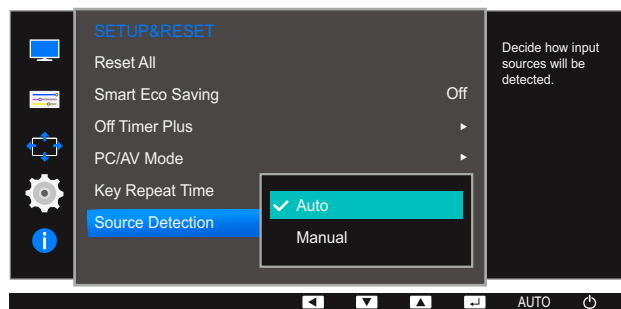 SETUP&RESET
Reset All
Smart Eco Saving Off
Off Timer Plus
PC/AV Mode
Key Repeat Time
Source Detection
Auto
Manual
Decide how input
sources will be
detected.
AUTO